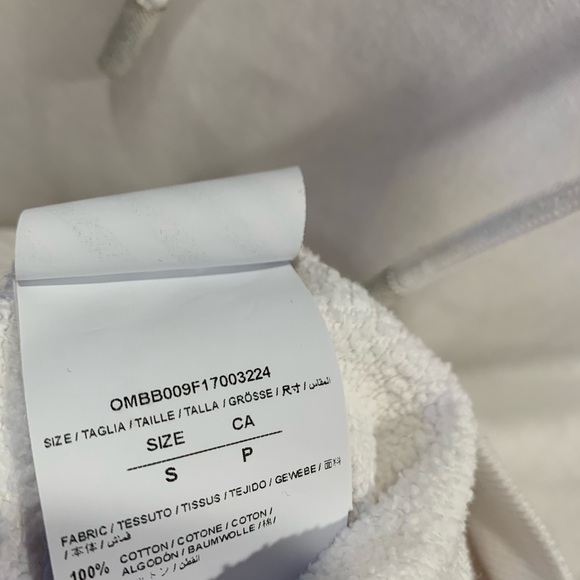 OMBB009F17003224
SIZE / TAGLIA / TAILLE / TALLA / GRÖSSE / 尺寸 / المقاس
SIZE CA
S P
FABRIC / TESSUTO / TISSUS / TEJIDO / GEWEBE / 面料
/ 本体 / قماش
100% COTTON / COTONE / COTON /
ALGODÓN / BAUMWOLLE / 棉 /
القطن